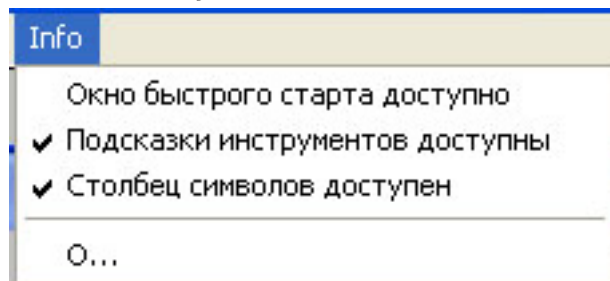 Info
Окно быстрого старта доступно
Подсказки инструментов доступны
Столбец символов доступен
О...